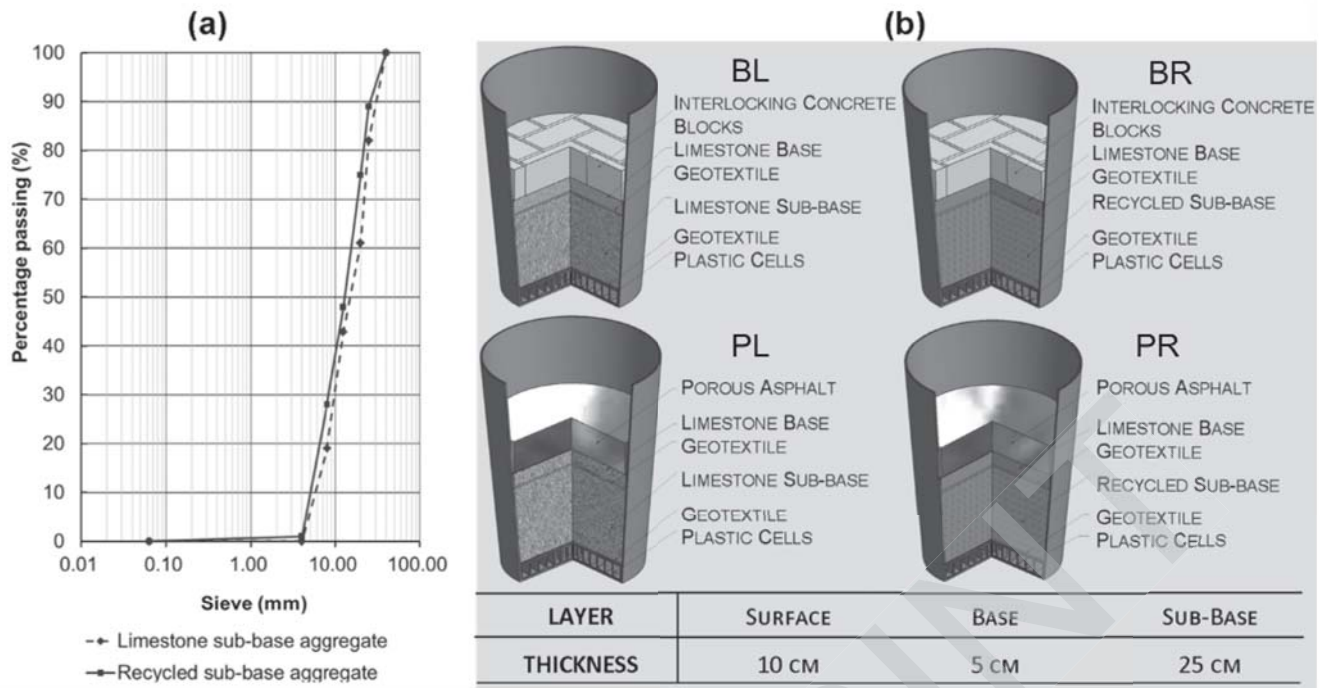 (a)
Percentage passing (%)
100
90
80
70
60
50
40
30
20
10
0
0.01 0.10 1.00 10.00 100.00
Sieve (mm)
Limestone sub-base aggregate
Recycled sub-base aggregate
(b)
BL
INTERLOCKING CONCRETE
BLOCKS
LIMESTONE BASE
GEOTEXTILE
LIMESTONE SUB-BASE
GEOTEXTILE
PLASTIC CELLS
BR
INTERLOCKING CONCRETE
BLOCKS
LIMESTONE BASE
GEOTEXTILE
RECYCLED SUB-BASE
GEOTEXTILE
PLASTIC CELLS
PL
POROUS ASPHALT
LIMESTONE BASE
GEOTEXTILE
LIMESTONE SUB-BASE
GEOTEXTILE
PLASTIC CELLS
PR
POROUS ASPHALT
LIMESTONE BASE
GEOTEXTILE
RECYCLED SUB-BASE
GEOTEXTILE
PLASTIC CELLS
LAYER SURFACE BASE SUB-BASE
THICKNESS 10 CM 5 CM 25 CM